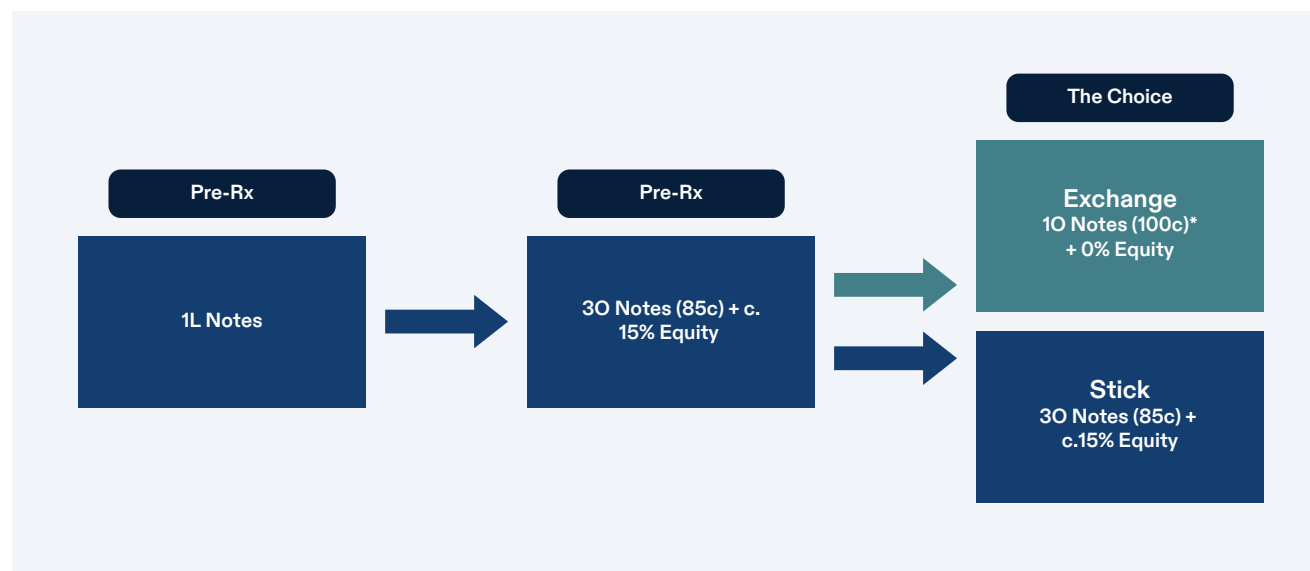 Pre-Rx
1L Notes
Pre-Rx
3O Notes (85c) + c.
15% Equity
The Choice
Exchange
1O Notes (100c)*
+ 0% Equity
Stick
3O Notes (85c) +
c.15% Equity